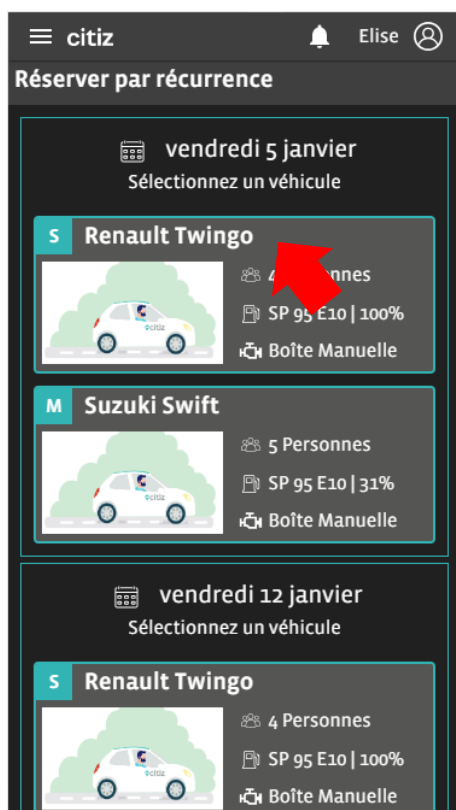 citiz
Elise
Réserver par récurrence
vendredi 5 janvier
Sélectionnez un véhicule
S Renault Twingo
4 nnes
SP 95 E10 | 100%
Boîte Manuelle
citiz
M Suzuki Swift
5 Personnes
SP 95 E10 | 31%
Boîte Manuelle
citiz
vendredi 12 janvier
Sélectionnez un véhicule
S Renault Twingo
4 Personnes
SP 95 E10 | 100%
Boîte Manuelle
citiz